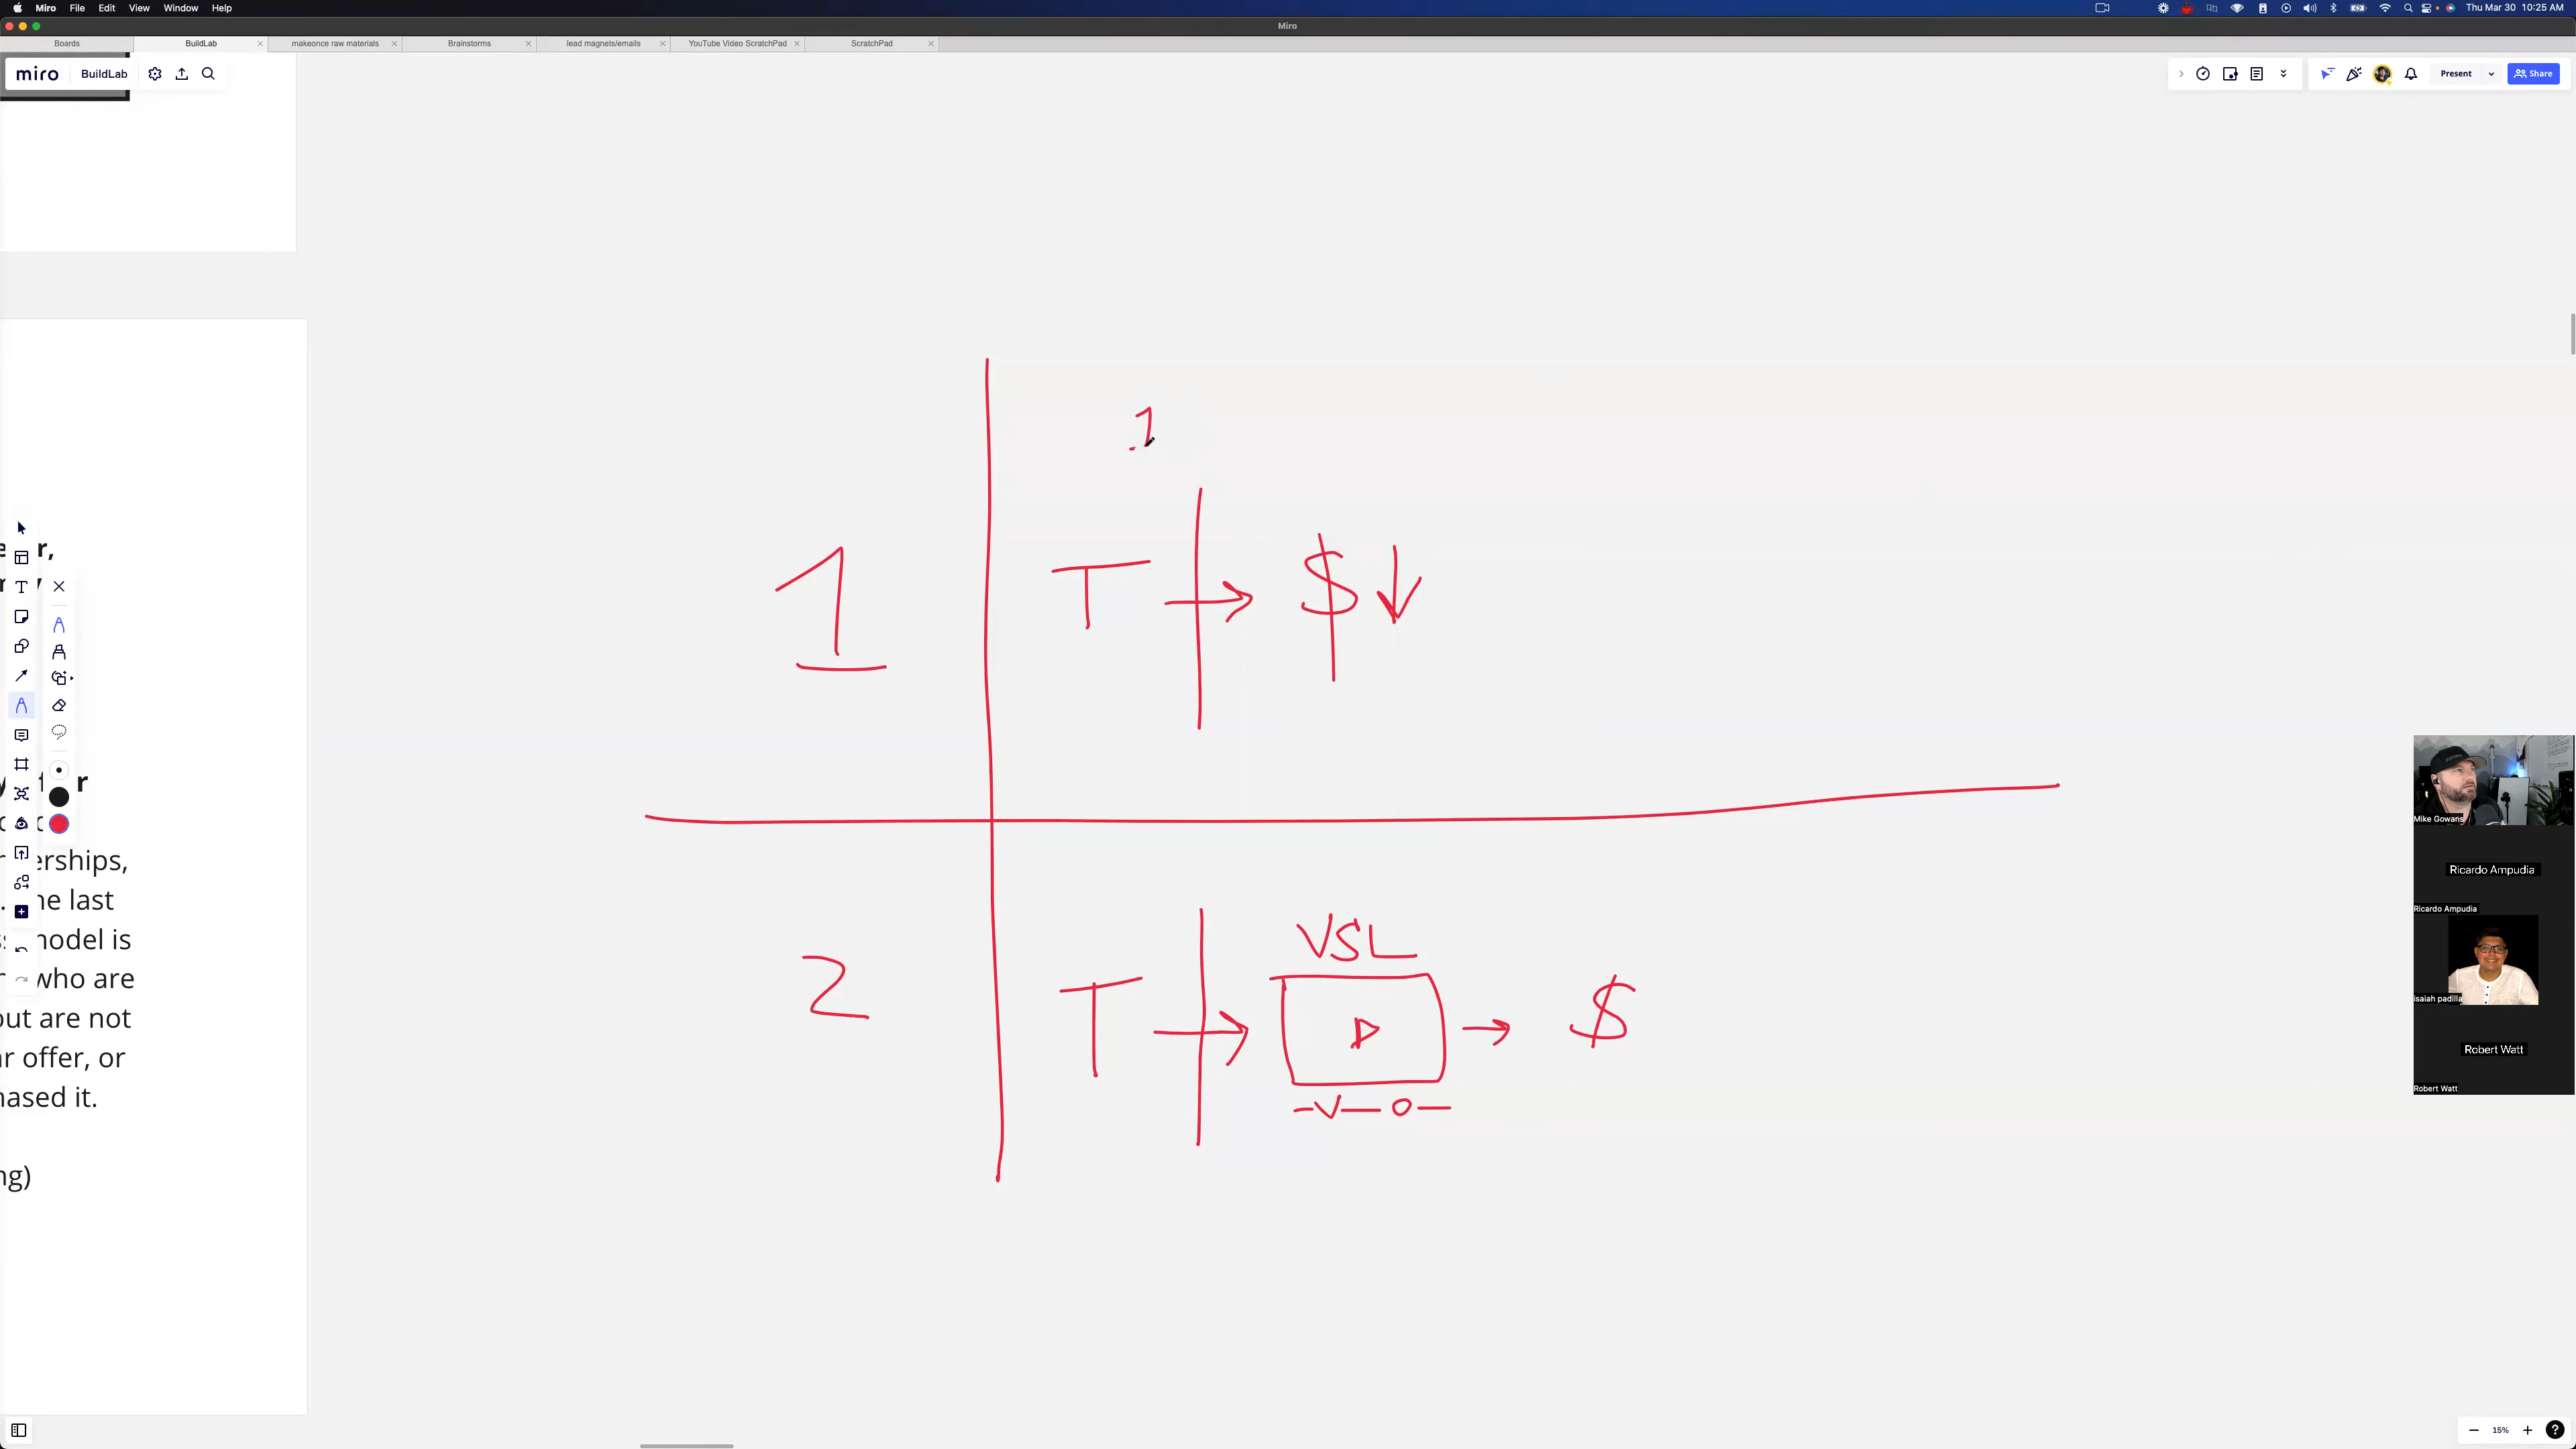 Miro File Edit View Window Help
Thu Mar 30 10:25 AM
Miro
Boards BuildLab makeonce raw materials Brainstorms lead magnets/emails YouTube Video ScratchPad ScratchPad
miro BuildLab
Present Share
1
1
T → $ ↓
2
VSL
T → → $
V O
r,
r
erships,
he last
model is
who are
out are not
r offer, or
ased it.
ng)
Mike Gowans
Ricardo Ampudia
Ricardo Ampudia
isaiah padilla
Robert Watt
Robert Watt
15%